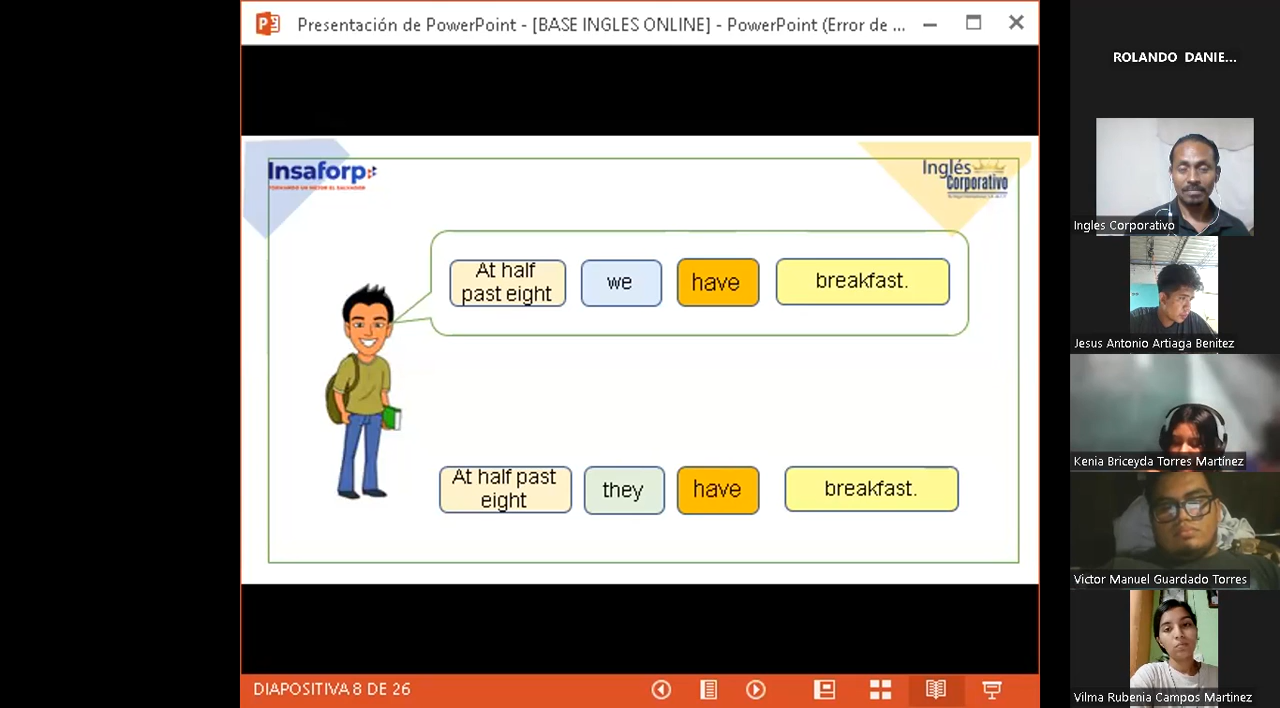 Presentación de PowerPoint - [BASE INGLES ONLINE] - PowerPoint (Error de ...
Insaforp
Inglés
Corporativo
At half
past eight
we
have
breakfast.
At half past
eight
they
have
breakfast.
DIAPOSITIVA 8 DE 26
ROLANDO DANIE...
Ingles Corporativo
Jesus Antonio Artiaga Benitez
Kenia Briceyda Torres Martínez
Victor Manuel Guardado Torres
Vilma Rubenia Campos Martinez